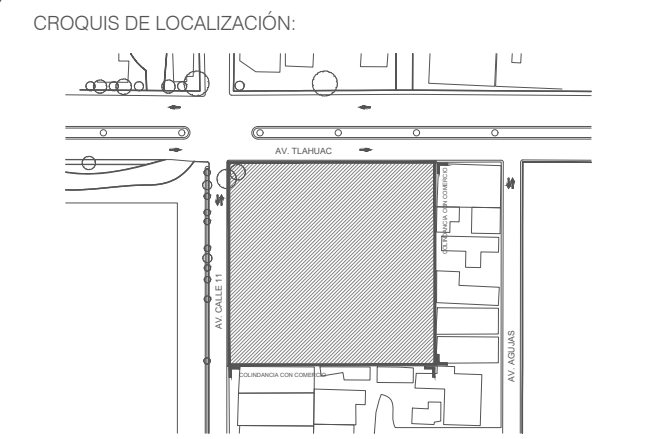 CROQUIS DE LOCALIZACIÓN:
AV. TLAHUAC
COLINDANCIA CON COMERCIO
AV. CALLE 11
AV. AGUJAS
COLINDANCIA CON COMERCIO